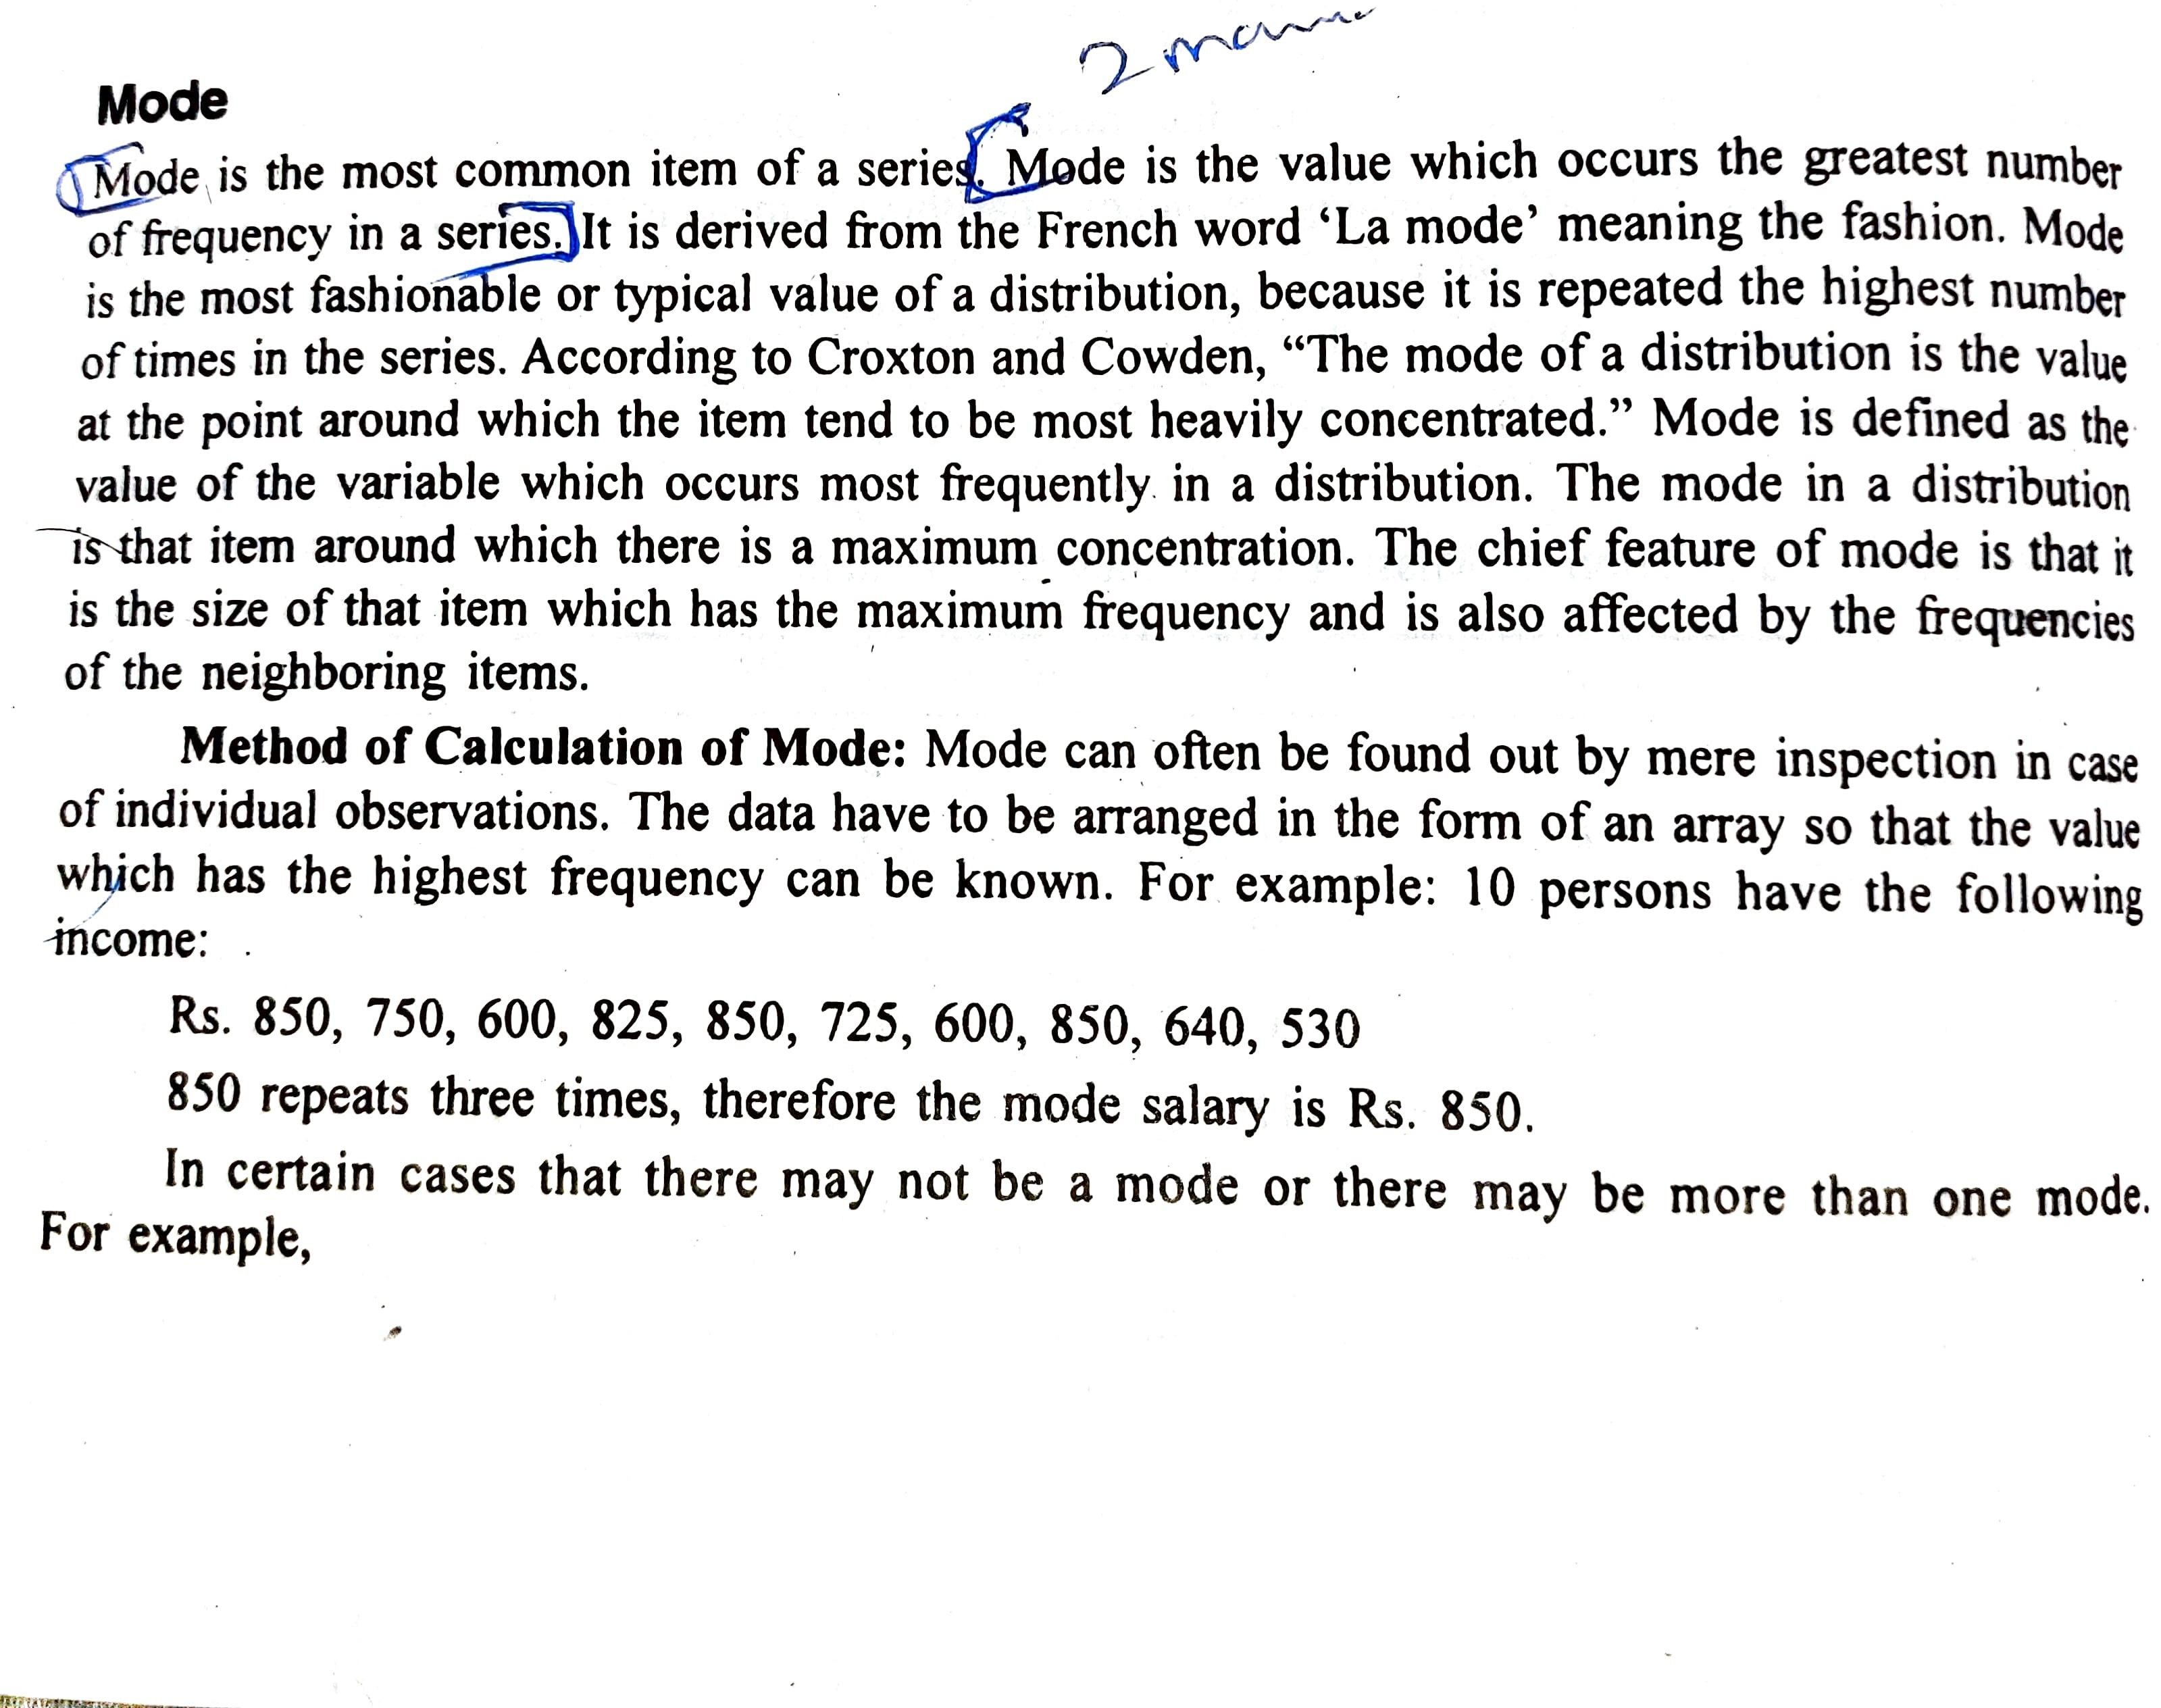 2
Mode
Mode is the most common item of a series. Mode is the value which occurs the greatest number
of frequency in a series. It is derived from the French word ‘La mode’ meaning the fashion. Mode
is the most fashionable or typical value of a distribution, because it is repeated the highest number
of times in the series. According to Croxton and Cowden, “The mode of a distribution is the value
at the point around which the item tend to be most heavily concentrated.” Mode is defined as the
value of the variable which occurs most frequently in a distribution. The mode in a distribution
is that item around which there is a maximum concentration. The chief feature of mode is that it
is the size of that item which has the maximum frequency and is also affected by the frequencies
of the neighboring items.
Method of Calculation of Mode: Mode can often be found out by mere inspection in case
of individual observations. The data have to be arranged in the form of an array so that the value
which has the highest frequency can be known. For example: 10 persons have the following
income:
Rs. 850, 750, 600, 825, 850, 725, 600, 850, 640, 530
850 repeats three times, therefore the mode salary is Rs. 850.
In certain cases that there may not be a mode or there may be more than one mode.
For example,